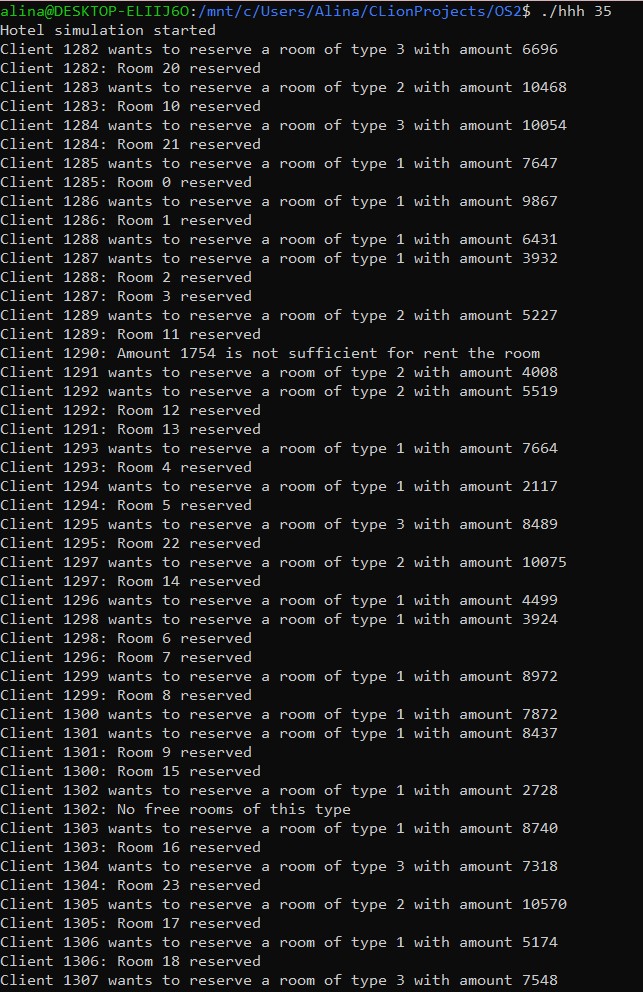 alina@DESKTOP-ELIIJ6O:/mnt/c/Users/Alina/CLionProjects/OS2$ ./hhh 35
Hotel simulation started
Client 1282 wants to reserve a room of type 3 with amount 6696
Client 1282: Room 20 reserved
Client 1283 wants to reserve a room of type 2 with amount 10468
Client 1283: Room 10 reserved
Client 1284 wants to reserve a room of type 3 with amount 10054
Client 1284: Room 21 reserved
Client 1285 wants to reserve a room of type 1 with amount 7647
Client 1285: Room 0 reserved
Client 1286 wants to reserve a room of type 1 with amount 9867
Client 1286: Room 1 reserved
Client 1288 wants to reserve a room of type 1 with amount 6431
Client 1287 wants to reserve a room of type 1 with amount 3932
Client 1288: Room 2 reserved
Client 1287: Room 3 reserved
Client 1289 wants to reserve a room of type 2 with amount 5227
Client 1289: Room 11 reserved
Client 1290: Amount 1754 is not sufficient for rent the room
Client 1291 wants to reserve a room of type 2 with amount 4008
Client 1292 wants to reserve a room of type 2 with amount 5519
Client 1292: Room 12 reserved
Client 1291: Room 13 reserved
Client 1293 wants to reserve a room of type 1 with amount 7664
Client 1293: Room 4 reserved
Client 1294 wants to reserve a room of type 1 with amount 2117
Client 1294: Room 5 reserved
Client 1295 wants to reserve a room of type 3 with amount 8489
Client 1295: Room 22 reserved
Client 1297 wants to reserve a room of type 2 with amount 10075
Client 1297: Room 14 reserved
Client 1296 wants to reserve a room of type 1 with amount 4499
Client 1298 wants to reserve a room of type 1 with amount 3924
Client 1298: Room 6 reserved
Client 1296: Room 7 reserved
Client 1299 wants to reserve a room of type 1 with amount 8972
Client 1299: Room 8 reserved
Client 1300 wants to reserve a room of type 1 with amount 7872
Client 1301 wants to reserve a room of type 1 with amount 8437
Client 1301: Room 9 reserved
Client 1300: Room 15 reserved
Client 1302 wants to reserve a room of type 1 with amount 2728
Client 1302: No free rooms of this type
Client 1303 wants to reserve a room of type 1 with amount 8740
Client 1303: Room 16 reserved
Client 1304 wants to reserve a room of type 3 with amount 7318
Client 1304: Room 23 reserved
Client 1305 wants to reserve a room of type 2 with amount 10570
Client 1305: Room 17 reserved
Client 1306 wants to reserve a room of type 1 with amount 5174
Client 1306: Room 18 reserved
Client 1307 wants to reserve a room of type 3 with amount 7548